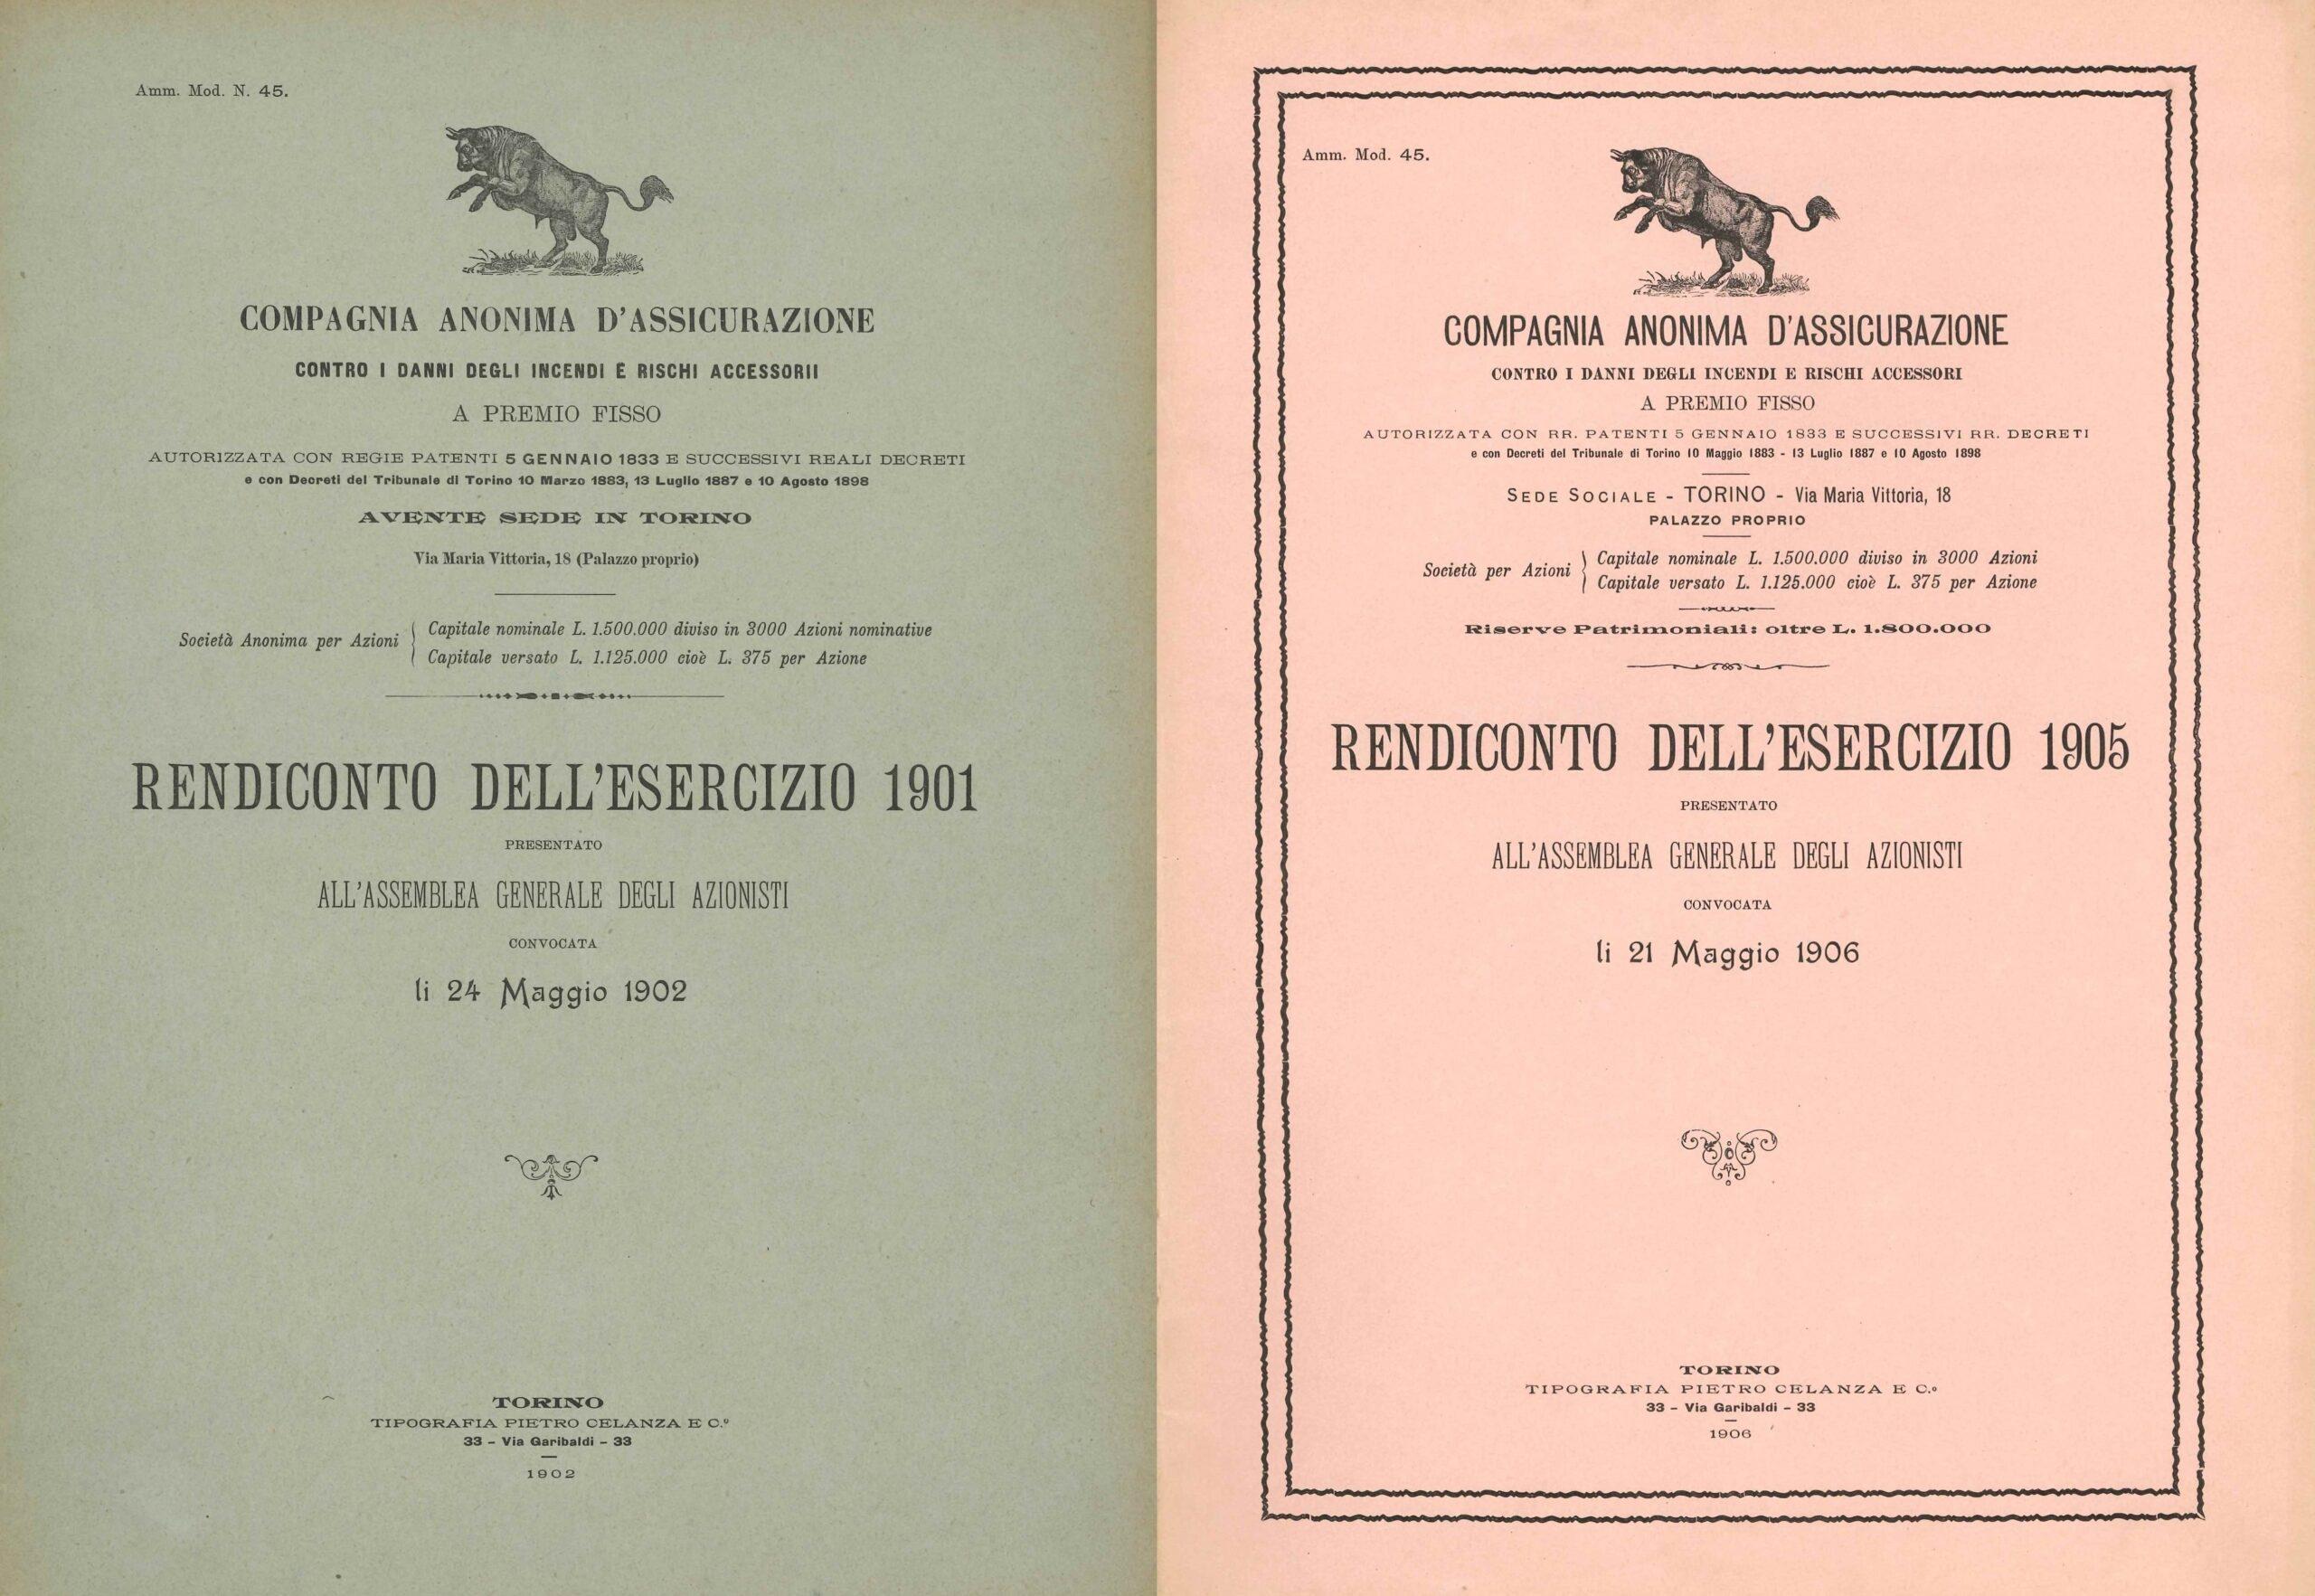 Amm. Mod. N. 45.
COMPAGNIA ANONIMA D'ASSICURAZIONE
CONTRO I DANNI DEGLI INCENDI E RISCHI ACCESSORII
A PREMIO FISSO
AUTORIZZATA CON REGIE PATENTI 5 GENNAIO 1833 E SUCCESSIVI REALI DECRETI
e con Decreti del Tribunale di Torino 10 Marzo 1883, 13 Luglio 1887 e 10 Agosto 1898
AVENTE SEDE IN TORINO
Via Maria Vittoria, 18 (Palazzo proprio)
Società Anonima per Azioni { Capitale nominale L. 1.500.000 diviso in 3000 Azioni nominative
Capitale versato L. 1.125.000 cioè L. 375 per Azione
RENDICONTO DELL'ESERCIZIO 1901
PRESENTATO
ALL'ASSEMBLEA GENERALE DEGLI AZIONISTI
CONVOCATA
li 24 Maggio 1902
TORINO
TIPOGRAFIA PIETRO CELANZA E C.º
33 - Via Garibaldi - 33
1902
Amm. Mod. 45.
COMPAGNIA ANONIMA D'ASSICURAZIONE
CONTRO I DANNI DEGLI INCENDI E RISCHI ACCESSORI
A PREMIO FISSO
AUTORIZZATA CON RR. PATENTI 5 GENNAIO 1833 E SUCCESSIVI RR. DECRETI
e con Decreti del Tribunale di Torino 10 Maggio 1883 - 13 Luglio 1887 e 10 Agosto 1898
SEDE SOCIALE - TORINO - Via Maria Vittoria, 18
PALAZZO PROPRIO
Società per Azioni } Capitale nominale L. 1.500.000 diviso in 3000 Azioni
Capitale versato L. 1.125.000 cioè L. 375 per Azione
Riserve Patrimoniali: oltre L. 1.800.000
RENDICONTO DELL'ESERCIZIO 1905
PRESENTATO
ALL'ASSEMBLEA GENERALE DEGLI AZIONISTI
CONVOCATA
li 21 Maggio 1906
TORINO
TIPOGRAFIA PIETRO CELANZA E C.º
33 - Via Garibaldi - 33
1906